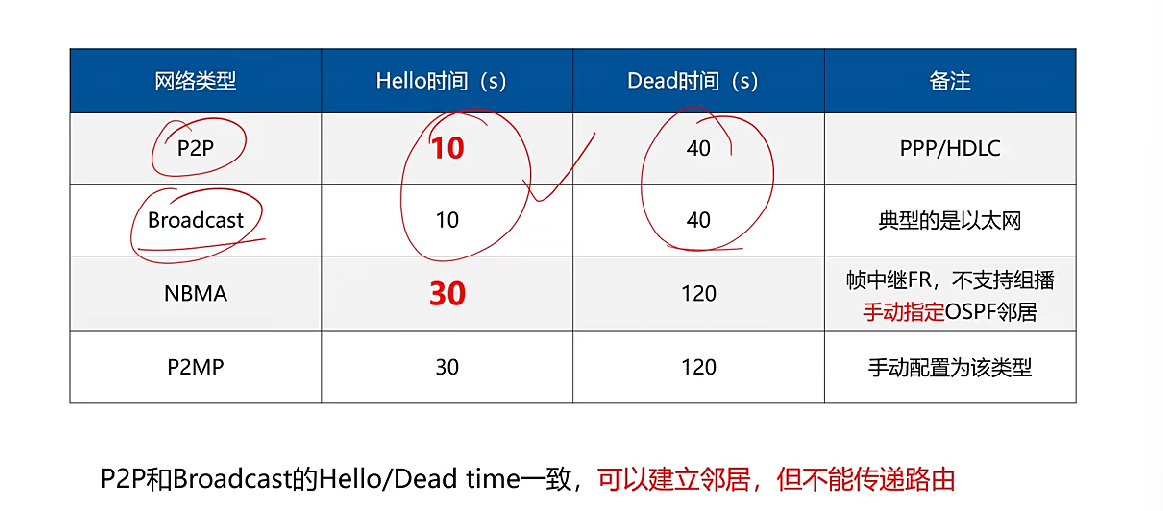 网络类型 Hello时间（s） Dead时间（s） 备注
P2P 10 40 PPP/HDLC
Broadcast 10 40 典型的是以太网
NBMA 30 120 帧中继FR，不支持组播
手动指定OSPF邻居
P2MP 30 120 手动配置为该类型
P2P和Broadcast的Hello/Dead time一致，可以建立邻居，但不能传递路由